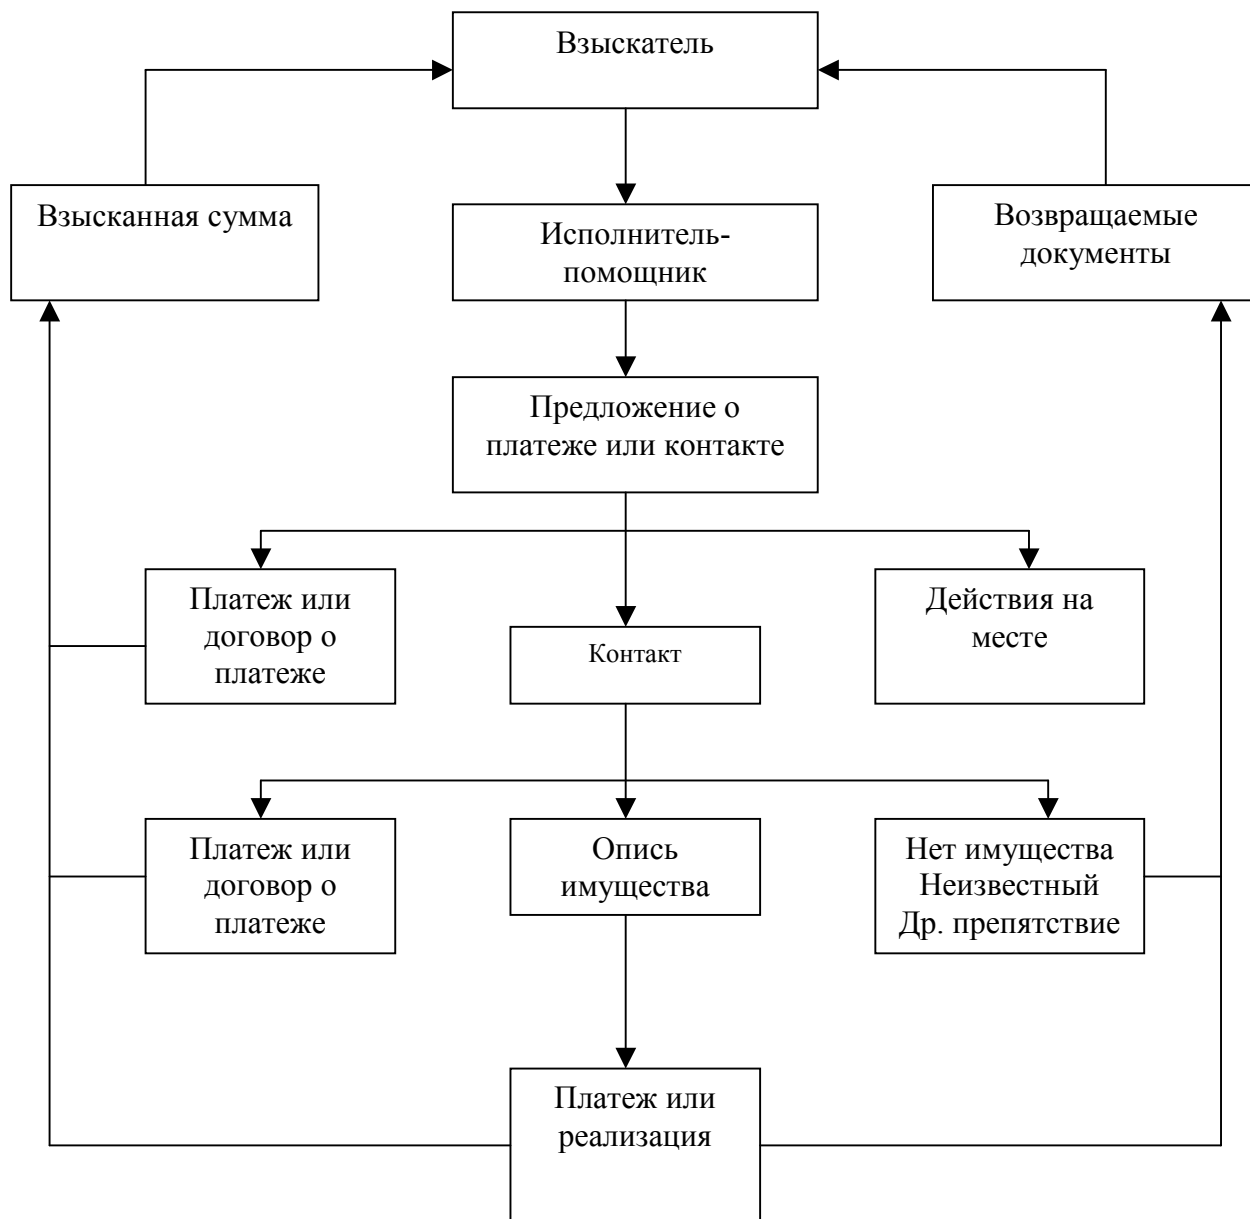 Взыскатель
Взысканная сумма
Исполнитель-
помощник
Возвращаемые
документы
Предложение о
платеже или контакте
Платеж или
договор о
платеже
Контакт
Действия на
месте
Платеж или
договор о
платеже
Опись
имущества
Нет имущества
Неизвестный
Др. препятствие
Платеж или
реализация